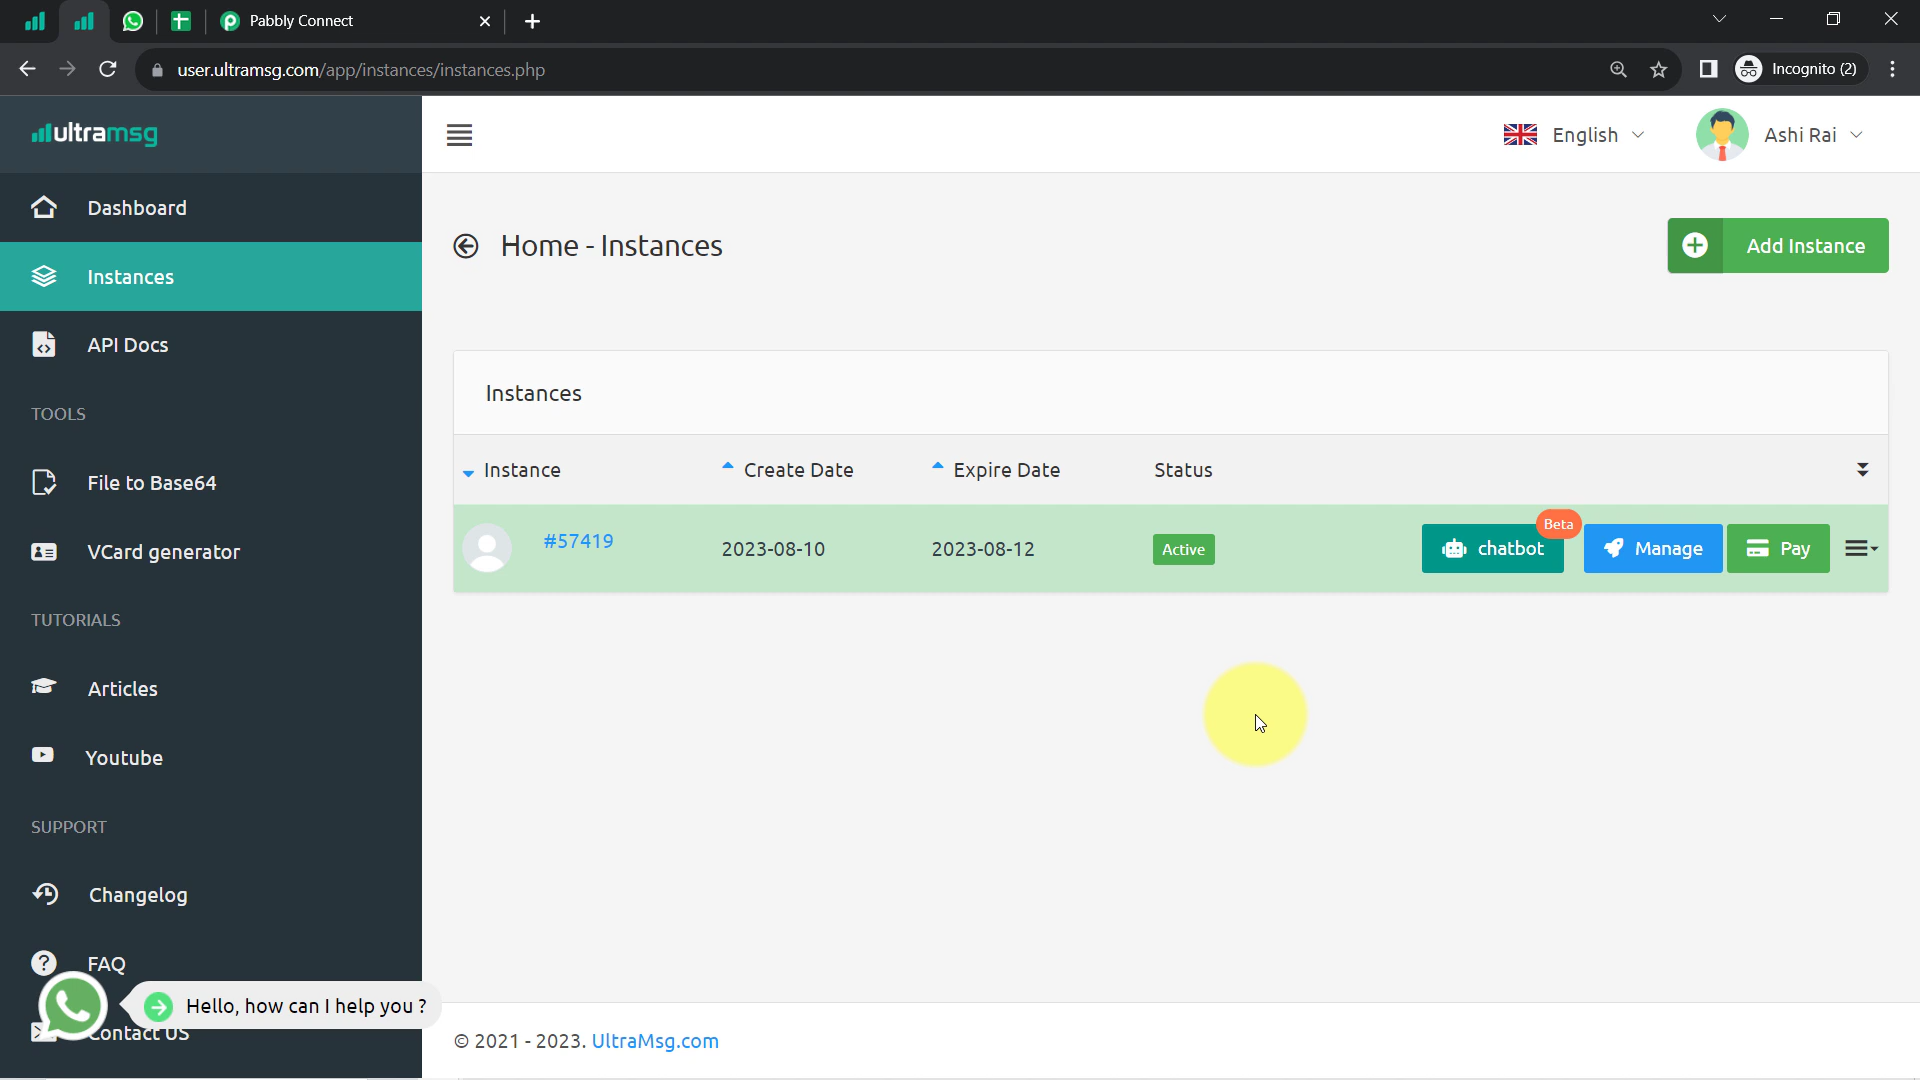 Pabbly Connect
user.ultramsg.com/app/instances/instances.php
Incognito (2)
ultramsg
English
Ashi Rai
Dashboard
Instances
API Docs
TOOLS
File to Base64
VCard generator
TUTORIALS
Articles
Youtube
SUPPORT
Changelog
FAQ
Hello, how can I help you ?
Contact US
Home - Instances
Add Instance
Instances
Instance
Create Date
Expire Date
Status
#57419
2023-08-10
2023-08-12
Active
chatbot
Beta
Manage
Pay
© 2021 - 2023. UltraMsg.com